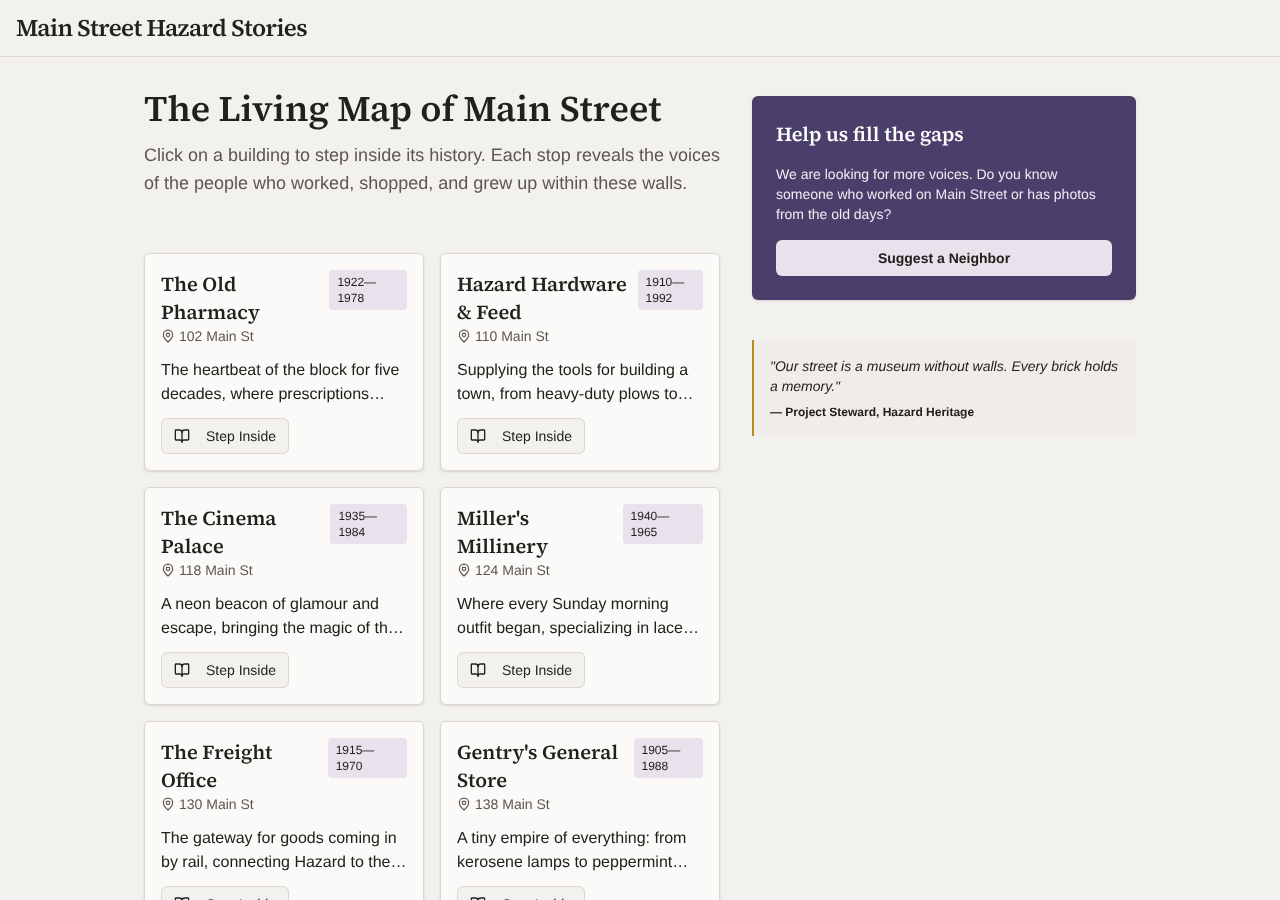 Main Street Hazard Stories
The Living Map of Main Street
Click on a building to step inside its history. Each stop reveals the voices
of the people who worked, shopped, and grew up within these walls.
The Old
Pharmacy
1922—
1978
102 Main St
The heartbeat of the block for five
decades, where prescriptions…
Step Inside
Hazard Hardware
& Feed
1910—
1992
110 Main St
Supplying the tools for building a
town, from heavy-duty plows to…
Step Inside
The Cinema
Palace
1935—
1984
118 Main St
A neon beacon of glamour and
escape, bringing the magic of th…
Step Inside
Miller's
Millinery
1940—
1965
124 Main St
Where every Sunday morning
outfit began, specializing in lace…
Step Inside
The Freight
Office
1915—
1970
130 Main St
The gateway for goods coming in
by rail, connecting Hazard to the…
Gentry's General
Store
1905—
1988
138 Main St
A tiny empire of everything: from
kerosene lamps to peppermint…
Help us fill the gaps
We are looking for more voices. Do you know
someone who worked on Main Street or has photos
from the old days?
Suggest a Neighbor
"Our street is a museum without walls. Every brick holds
a memory."
— Project Steward, Hazard Heritage